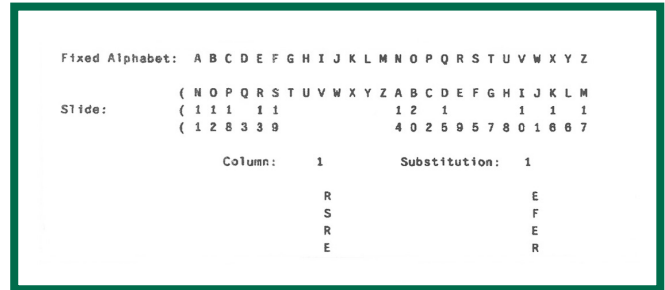 Fixed Alphabet: A B C D E F G H I J K L M N O P Q R S T U V W X Y Z
( N O P Q R S T U V W X Y Z A B C D E F G H I J K L M
Slide: ( 1 1 1 1 1 1 2 1 1 1 1
( 1 2 8 3 3 9 4 0 2 5 9 5 7 8 0 1 6 6 7
Column: 1 Substitution: 1
R E
S F
R E
E R